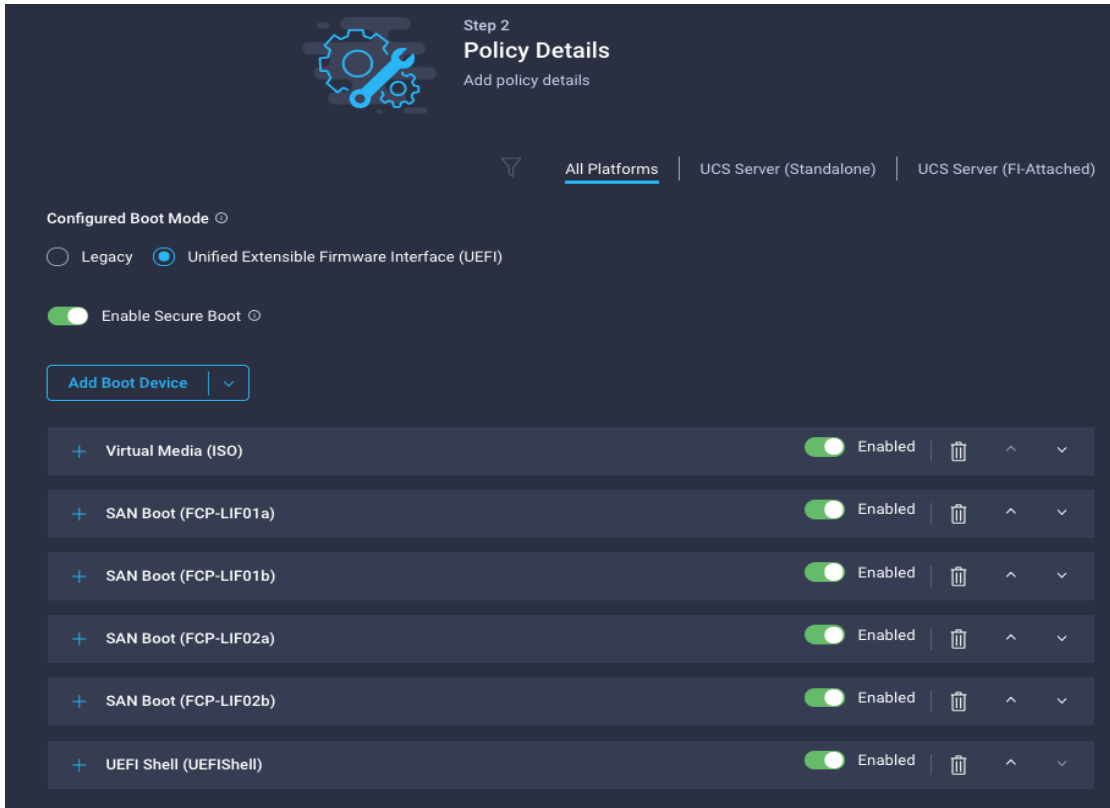 Step 2
Policy Details
Add policy details
All Platforms
UCS Server (Standalone)
UCS Server (FI-Attached)
Configured Boot Mode
Legacy
Unified Extensible Firmware Interface (UEFI)
Enable Secure Boot
Add Boot Device
Virtual Media (ISO)
Enabled
SAN Boot (FCP-LIF01a)
Enabled
SAN Boot (FCP-LIF01b)
Enabled
SAN Boot (FCP-LIF02a)
Enabled
SAN Boot (FCP-LIF02b)
Enabled
UEFI Shell (UEFIShell)
Enabled